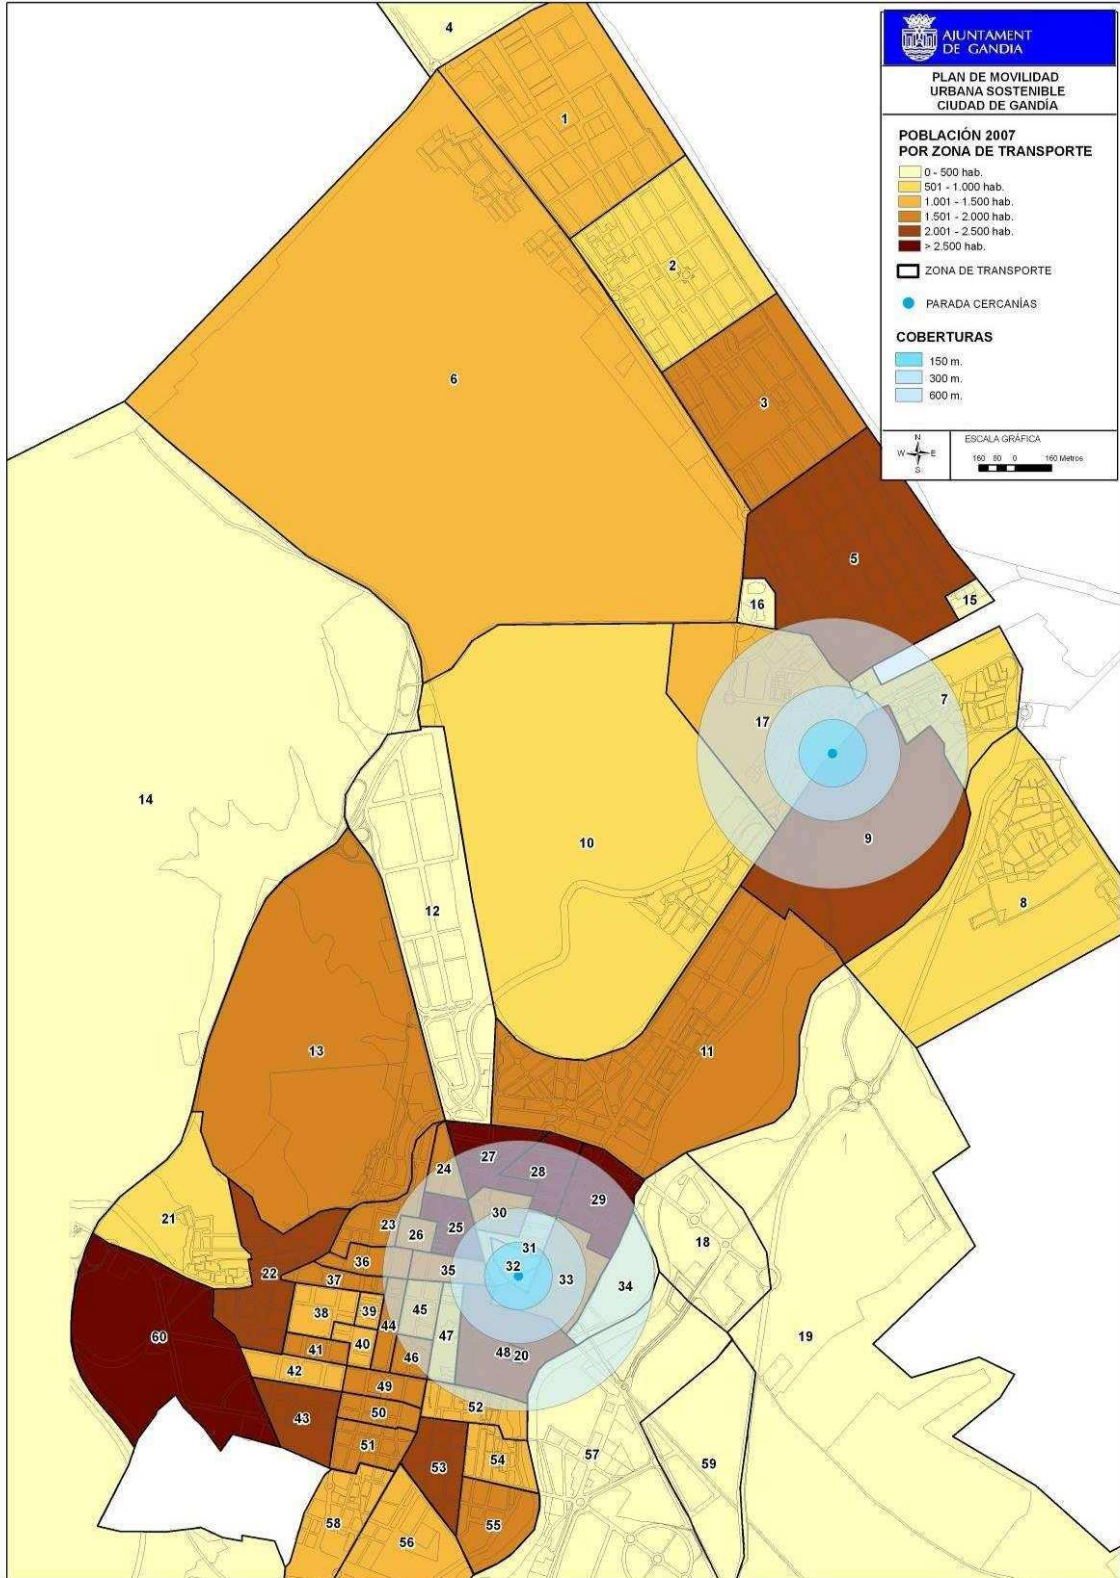 AJUNTAMENT
DE GANDIA
PLAN DE MOVILIDAD
URBANA SOSTENIBLE
CIUDAD DE GANDÍA
POBLACIÓN 2007
POR ZONA DE TRANSPORTE
0 - 500 hab.
501 - 1.000 hab.
1.001 - 1.500 hab.
1.501 - 2.000 hab.
2.001 - 2.500 hab.
> 2.500 hab.
ZONA DE TRANSPORTE
PARADA CERCANÍAS
COBERTURAS
150 m.
300 m.
600 m.
N
W E
S
ESCALA GRÁFICA
160 80 0 160 Metros
4
1
2
6
3
5
16
15
7
17
14
10
9
12
8
13
11
27
24
28
29
30
21
23
25
26
31
18
36
35
32
33
22
37
34
38
39
45
60
44
47
19
41
40
46
48 20
42
49
52
43
50
51
57
53
54
59
58
55
56